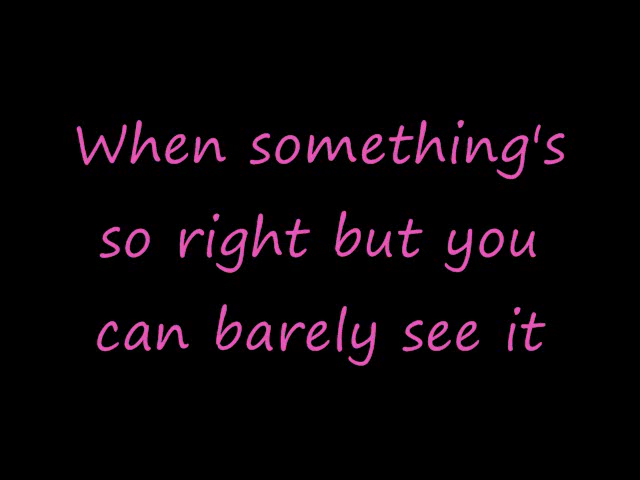 When something's
so right but you
can barely see it